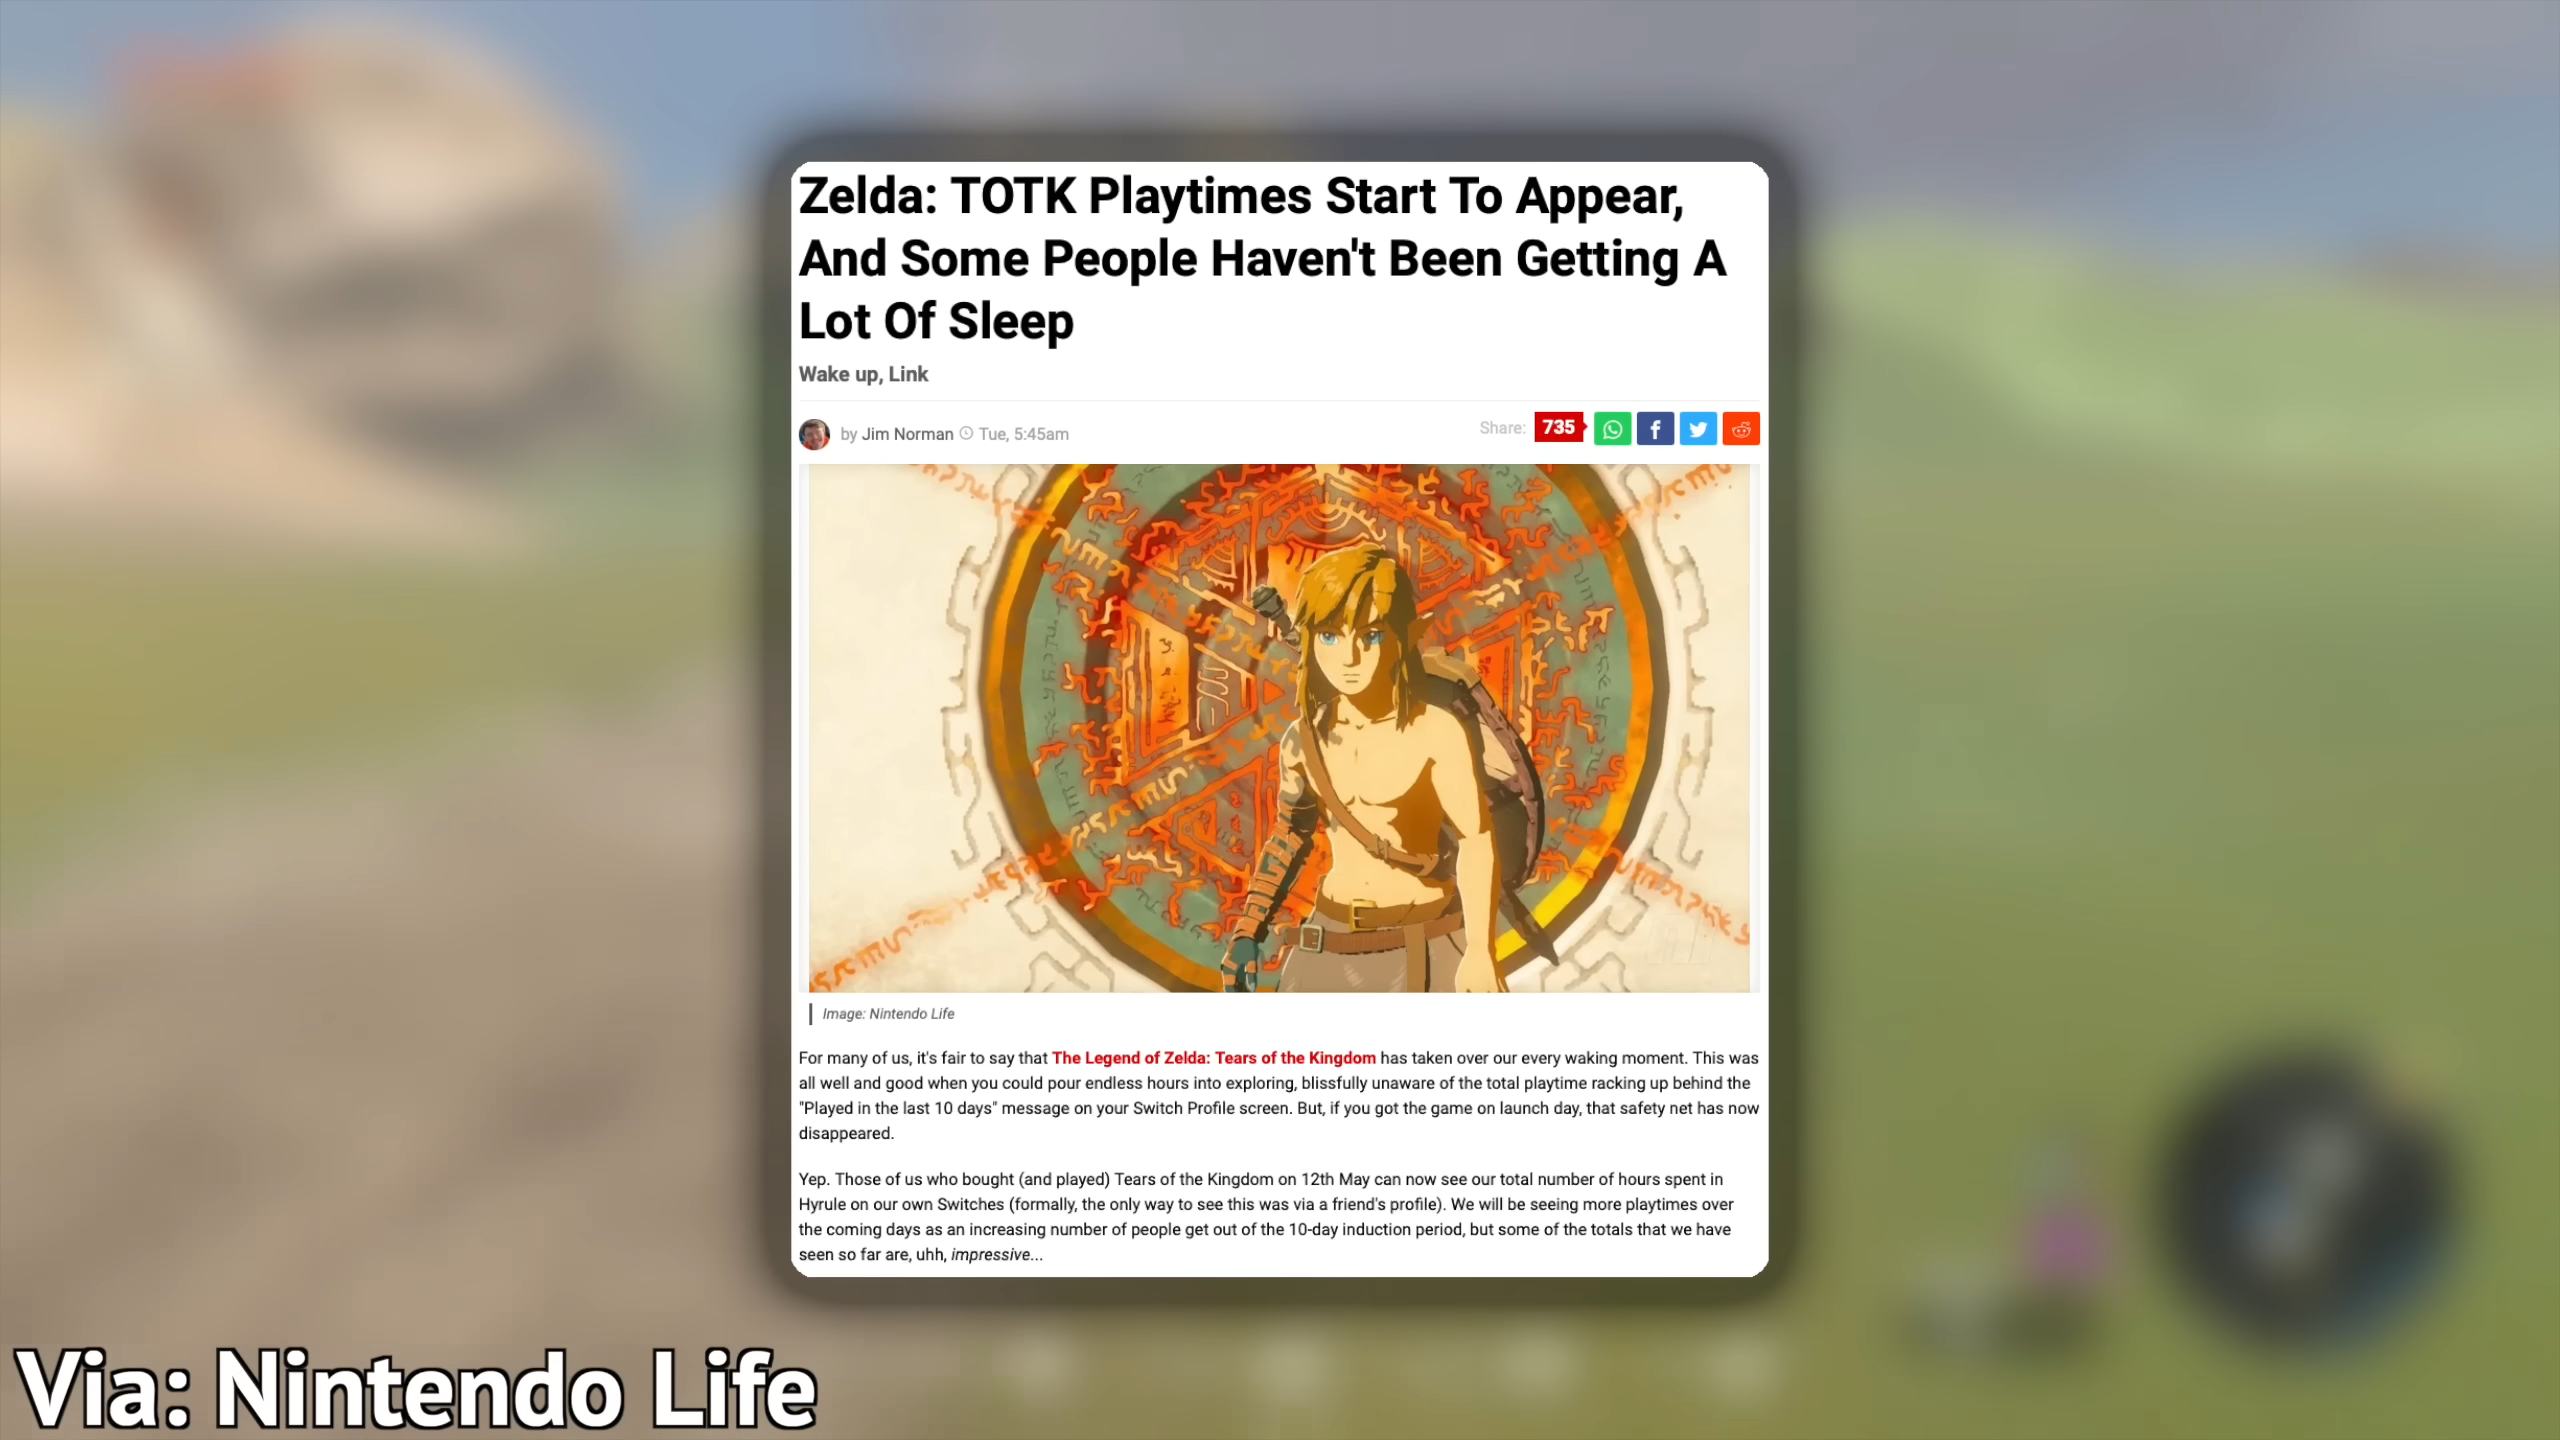 Zelda: TOTK Playtimes Start To Appear,
And Some People Haven't Been Getting A
Lot Of Sleep
Wake up, Link
by Jim Norman Tue, 5:45am
Share: 735
Image: Nintendo Life
For many of us, it's fair to say that The Legend of Zelda: Tears of the Kingdom has taken over our every waking moment. This was
all well and good when you could pour endless hours into exploring, blissfully unaware of the total playtime racking up behind the
"Played in the last 10 days" message on your Switch Profile screen. But, if you got the game on launch day, that safety net has now
disappeared.
Yep. Those of us who bought (and played) Tears of the Kingdom on 12th May can now see our total number of hours spent in
Hyrule on our own Switches (formally, the only way to see this was via a friend's profile). We will be seeing more playtimes over
the coming days as an increasing number of people get out of the 10-day induction period, but some of the totals that we have
seen so far are, uhh, impressive...
Via: Nintendo Life